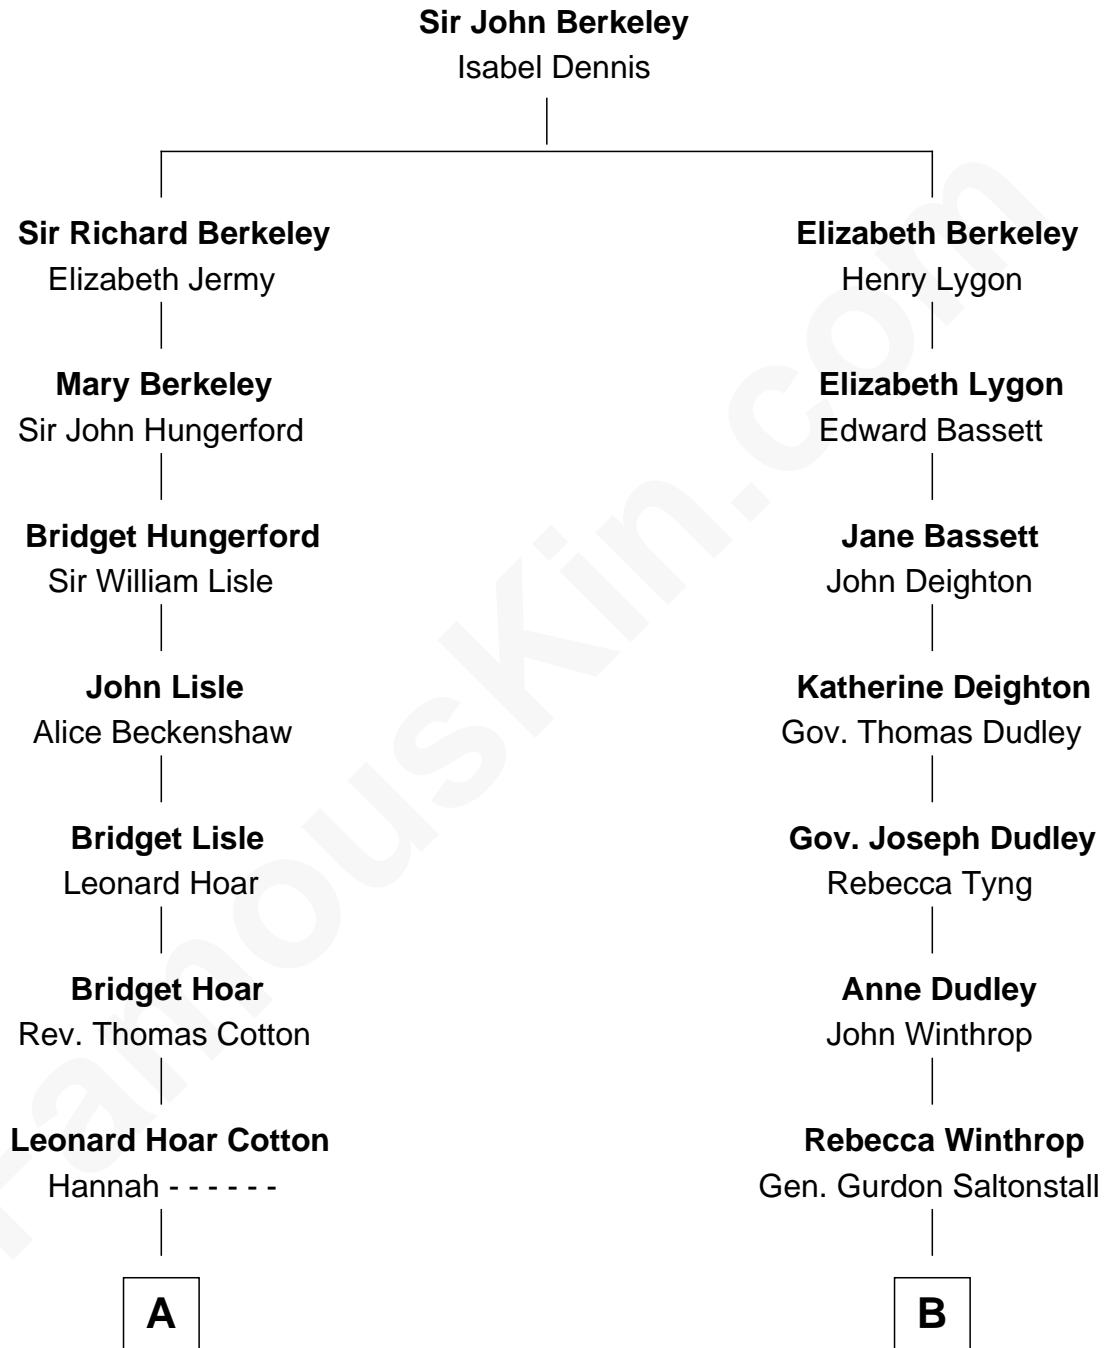 Sir John Berkeley
Isabel Dennis
Sir Richard Berkeley
Elizabeth Jermy
Mary Berkeley
Sir John Hungerford
Bridget Hungerford
Sir William Lisle
John Lisle
Alice Beckenshaw
Bridget Lisle
Leonard Hoar
Bridget Hoar
Rev. Thomas Cotton
Leonard Hoar Cotton
Hannah - - - - - -
A
Elizabeth Berkeley
Henry Lygon
Elizabeth Lygon
Edward Bassett
Jane Bassett
John Deighton
Katherine Deighton
Gov. Thomas Dudley
Gov. Joseph Dudley
Rebecca Tyng
Anne Dudley
John Winthrop
Rebecca Winthrop
Gen. Gurdon Saltonstall
B
FamousKin.com